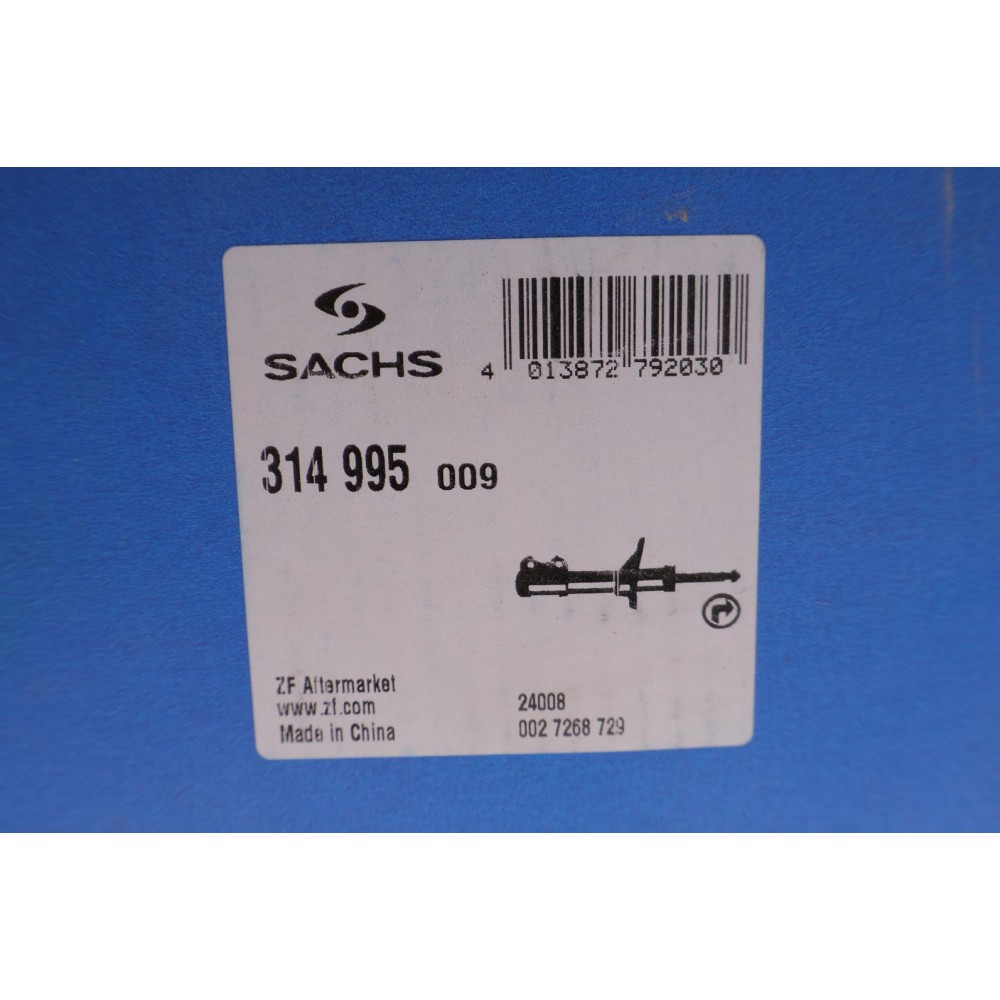 SACHS
4 013872 792030
314 995 009
ZF Aftermarket
www.zf.com
Made in China
24008
002 7268 729